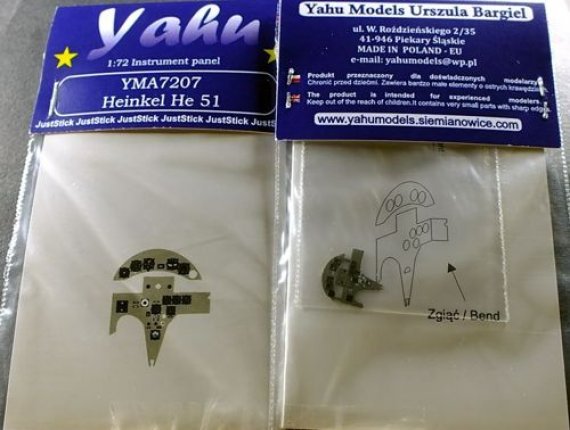 Yahu
1:72 Instrument panel
YMA7207
Heinkel He 51
JustStick JustStick JustStick JustStick JustStick JustS
Yahu Models Urszula Bargiel
ul. W. Roździeńskiego 2/35
41-946 Piekary Śląskie
MADE IN POLAND - EU
e-mail: yahumodels@wp.pl
Produkt przeznaczony dla doświadczonych modelarzy
Chronić przed dziećmi. Zawiera bardzo małe elementy o ostrych krawędziach
The product is intended for experienced modelers
Keep out of the reach of children.it contains very small parts with sharp edges
www.yahumodels.siemianowice.com
Zgiąć / Bend